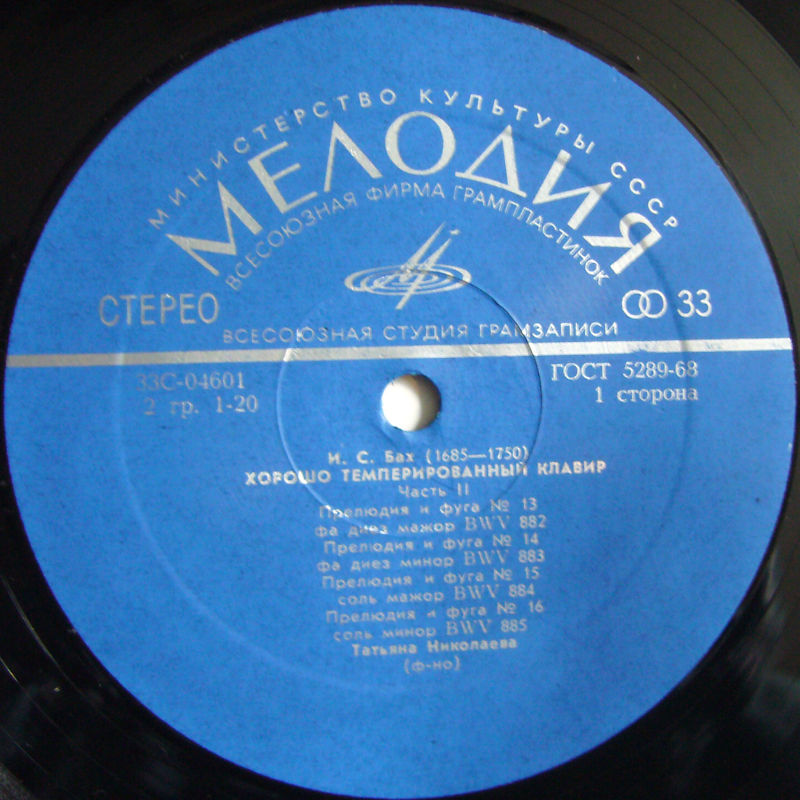 МИНИСТЕРСТВО КУЛЬТУРЫ СССР
МЕЛОДИЯ
ВСЕСОЮЗНАЯ ФИРМА ГРАМПЛАСТИНОК
СТЕРЕО
33
ВСЕСОЮЗНАЯ СТУДИЯ ГРАМЗАПИСИ
33С-04601
ГОСТ 5289-68
2 гр. 1-20
1 сторона
И. С. Бах (1685—1750)
ХОРОШО ТЕМПЕРИРОВАННЫЙ КЛАВИР
Часть II
Прелюдия и фуга № 13
фа диез мажор BWV 882
Прелюдия и фуга № 14
фа диез минор BWV 883
Прелюдия и фуга № 15
соль мажор BWV 884
Прелюдия и фуга № 16
соль минор BWV 885
Татьяна Николаева
(ф-но)